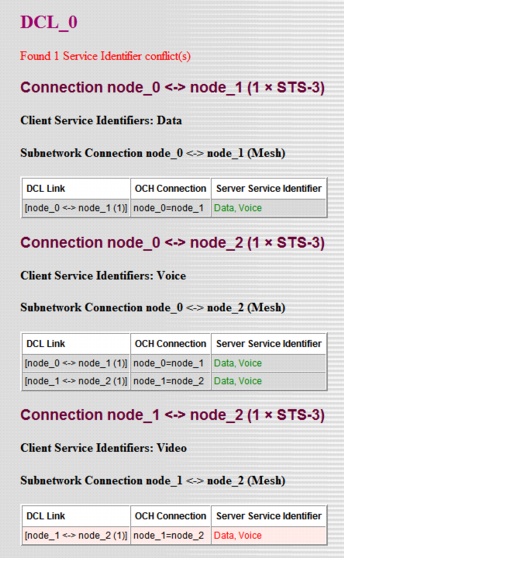 DCL_0
Found 1 Service Identifier conflict(s)
Connection node_0 <-> node_1 (1 × STS-3)
Client Service Identifiers: Data
Subnetwork Connection node_0 <-> node_1 (Mesh)
DCL Link OCH Connection Server Service Identifier
[node_0 <-> node_1 (1)] node_0=node_1 Data, Voice
Connection node_0 <-> node_2 (1 × STS-3)
Client Service Identifiers: Voice
Subnetwork Connection node_0 <-> node_2 (Mesh)
DCL Link OCH Connection Server Service Identifier
[node_0 <-> node_1 (1)] node_0=node_1 Data, Voice
[node_1 <-> node_2 (1)] node_1=node_2 Data, Voice
Connection node_1 <-> node_2 (1 × STS-3)
Client Service Identifiers: Video
Subnetwork Connection node_1 <-> node_2 (Mesh)
DCL Link OCH Connection Server Service Identifier
[node_1 <-> node_2 (1)] node_1=node_2 Data, Voice